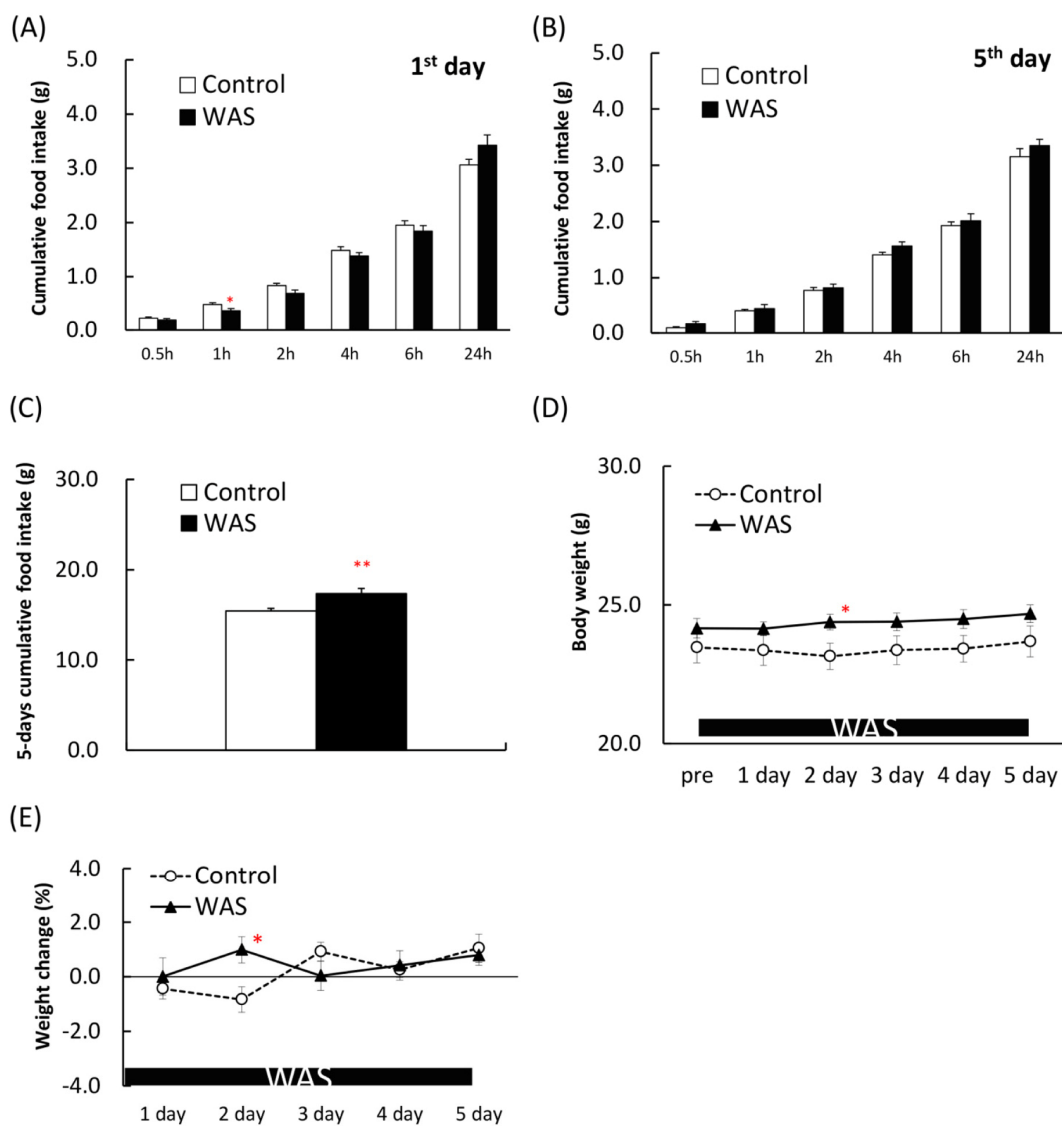 (A)
1st day
Control
WAS
Cumulative food intake (g)
5.0
4.0
3.0
2.0
1.0
0.0
*
0.5h 1h 2h 4h 6h 24h
(B)
5th day
Control
WAS
Cumulative food intake (g)
5.0
4.0
3.0
2.0
1.0
0.0
0.5h 1h 2h 4h 6h 24h
(C)
Control
WAS
5-days cumulative food intake (g)
30.0
20.0
10.0
0.0
**
(D)
Control
WAS
Body weight (g)
30.0
25.0
20.0
*
WAS
pre 1 day 2 day 3 day 4 day 5 day
(E)
Control
WAS
Weight change (%)
4.0
2.0
0.0
-2.0
-4.0
*
WAS
1 day 2 day 3 day 4 day 5 day